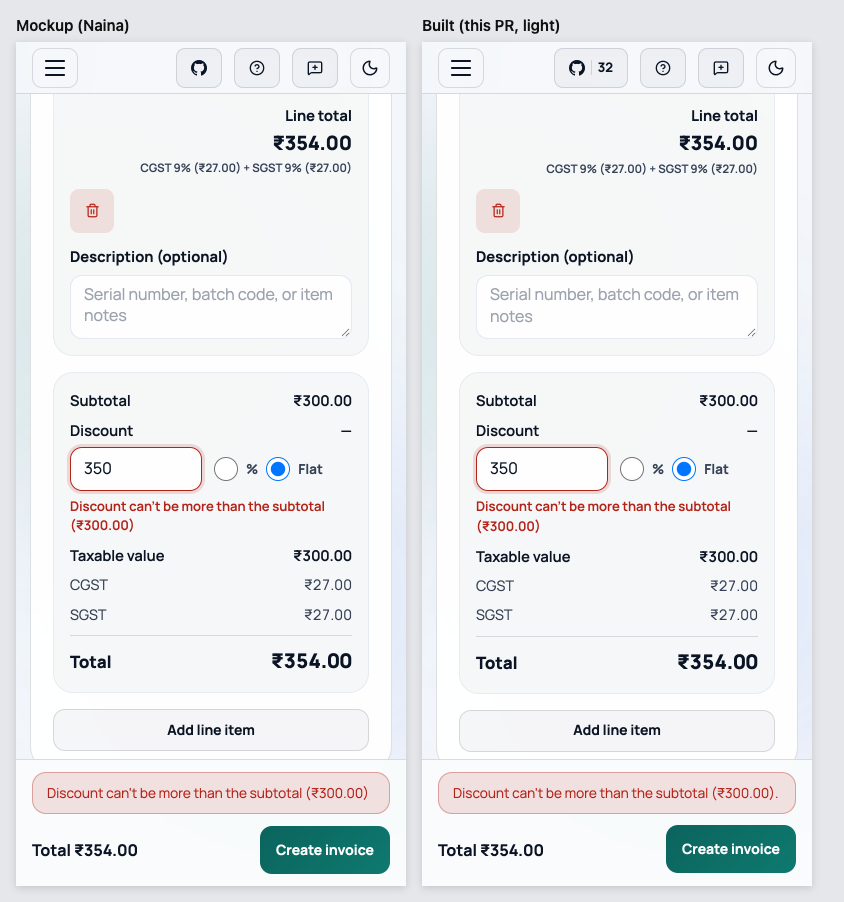 Mockup (Naina)
Line total
₹354.00
CGST 9% (₹27.00) + SGST 9% (₹27.00)
Description (optional)
Serial number, batch code, or item
notes
Subtotal ₹300.00
Discount —
350 % Flat
Discount can't be more than the subtotal
(₹300.00)
Taxable value ₹300.00
CGST ₹27.00
SGST ₹27.00
Total ₹354.00
Add line item
Discount can't be more than the subtotal (₹300.00)
Total ₹354.00 Create invoice
Built (this PR, light)
32
Line total
₹354.00
CGST 9% (₹27.00) + SGST 9% (₹27.00)
Description (optional)
Serial number, batch code, or item
notes
Subtotal ₹300.00
Discount —
350 % Flat
Discount can't be more than the subtotal
(₹300.00)
Taxable value ₹300.00
CGST ₹27.00
SGST ₹27.00
Total ₹354.00
Add line item
Discount can't be more than the subtotal (₹300.00).
Total ₹354.00 Create invoice